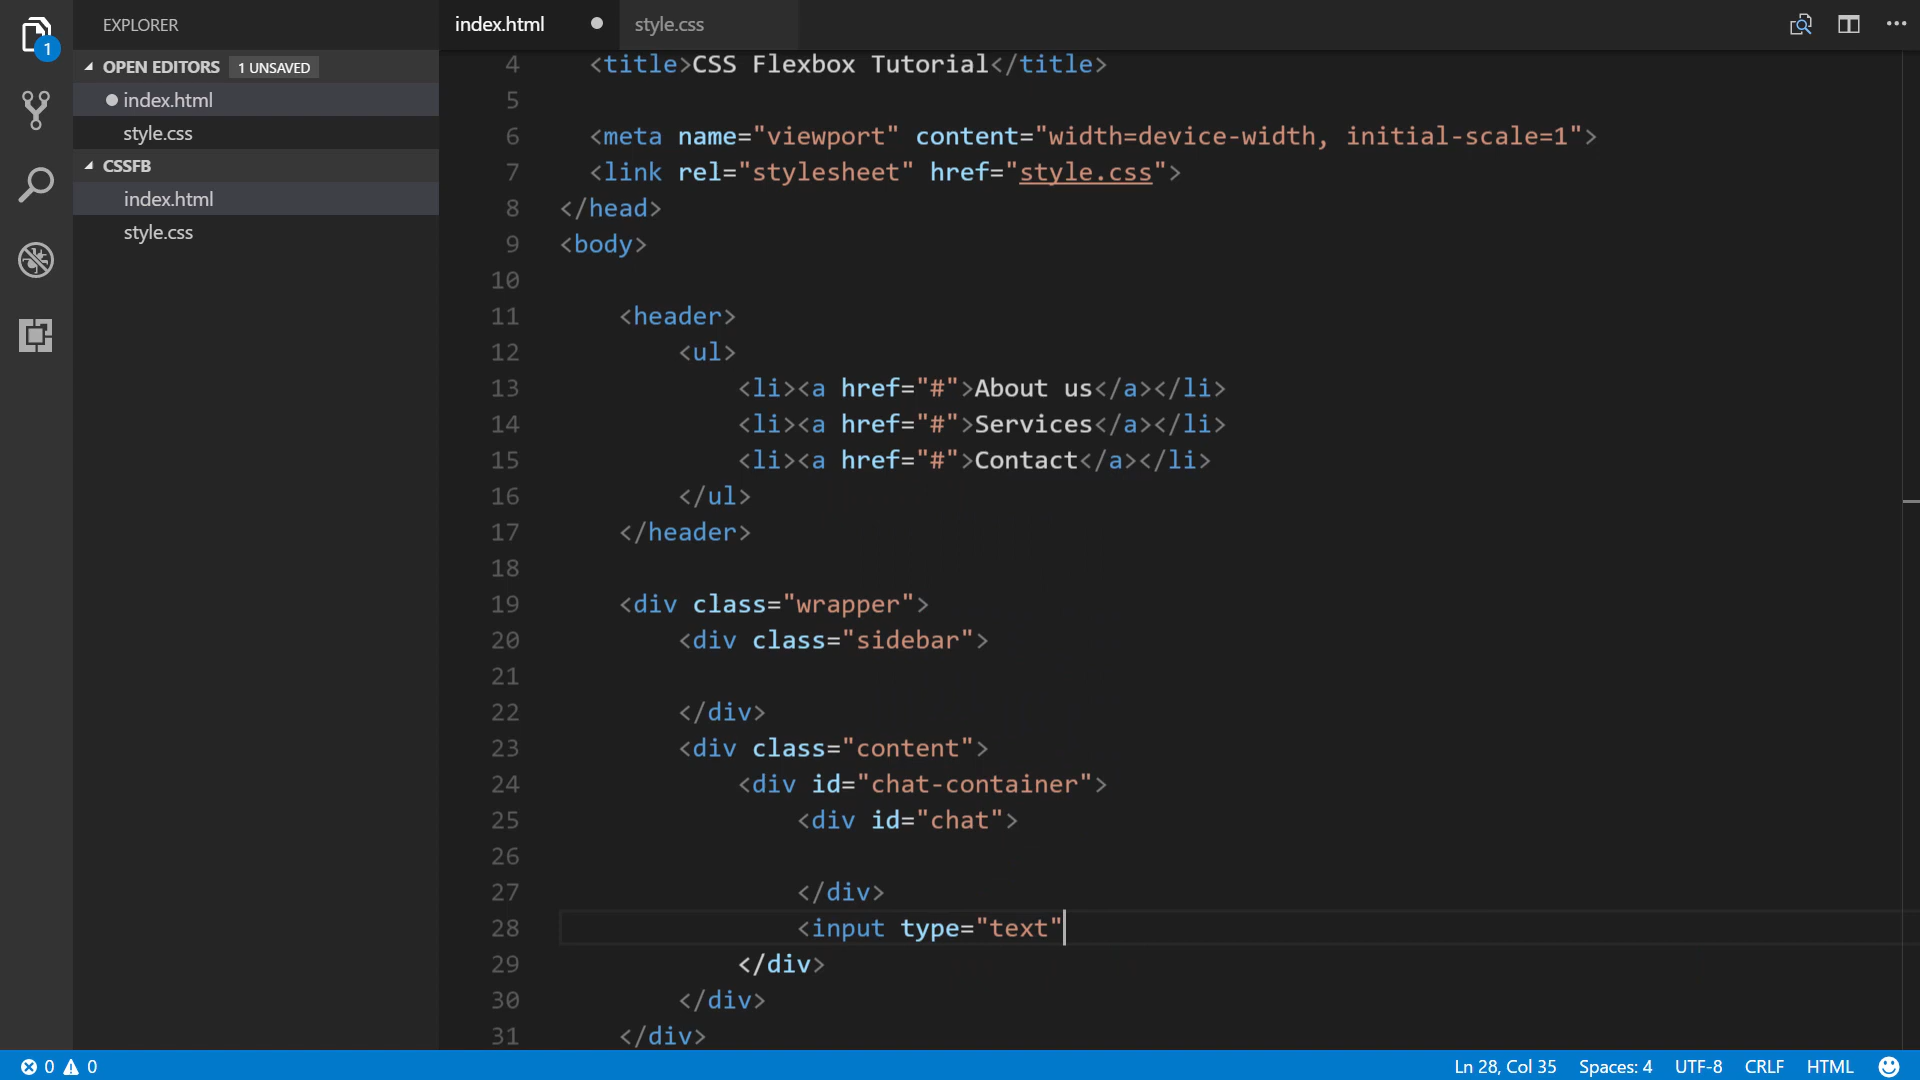 EXPLORER
index.html
style.css
1
OPEN EDITORS 1 UNSAVED
index.html
style.css
CSSFB
index.html
style.css
4 <title>CSS Flexbox Tutorial</title>
5
6 <meta name="viewport" content="width=device-width, initial-scale=1">
7 <link rel="stylesheet" href="style.css">
8 </head>
9 <body>
10
11 <header>
12 <ul>
13 <li><a href="#">About us</a></li>
14 <li><a href="#">Services</a></li>
15 <li><a href="#">Contact</a></li>
16 </ul>
17 </header>
18
19 <div class="wrapper">
20 <div class="sidebar">
21
22 </div>
23 <div class="content">
24 <div id="chat-container">
25 <div id="chat">
26
27 </div>
28 <input type="text"
29 </div>
30 </div>
31 </div>
0 0
Ln 28, Col 35 Spaces: 4 UTF-8 CRLF HTML